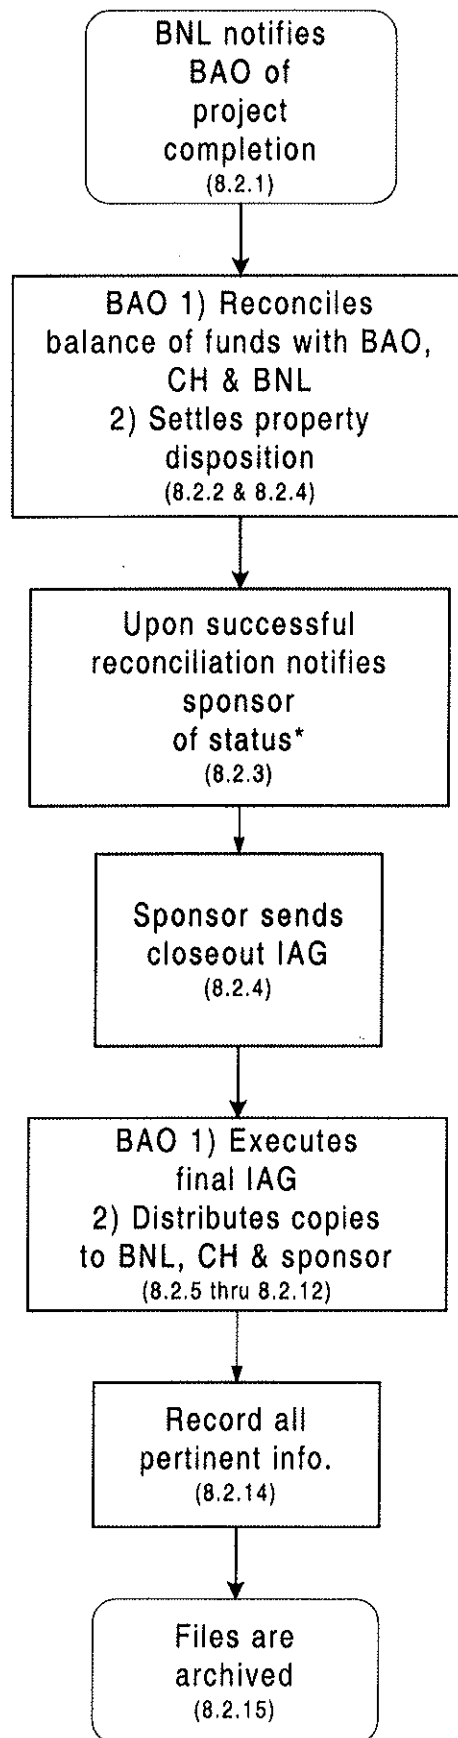 BNL notifies
BAO of
project
completion
(8.2.1)
BAO 1) Reconciles
balance of funds with BAO,
CH & BNL
2) Settles property
disposition
(8.2.2 & 8.2.4)
Upon successful
reconciliation notifies
sponsor
of status*
(8.2.3)
Sponsor sends
closeout IAG
(8.2.4)
BAO 1) Executes
final IAG
2) Distributes copies
to BNL, CH & sponsor
(8.2.5 thru 8.2.12)
Record all
pertinent info.
(8.2.14)
Files are
archived
(8.2.15)